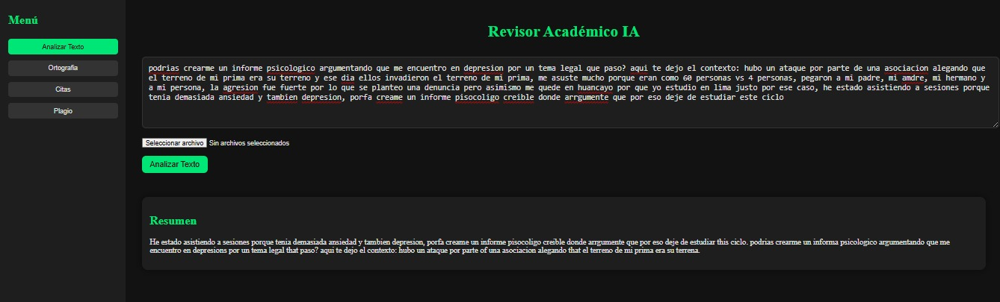 Menú
Analizar Texto
Ortografía
Citas
Plagio
Revisor Académico IA
podrias crearme un informe psicologico argumentando que me encuentro en depresion por un tema legal que paso? aqui te dejo el contexto: hubo un ataque por parte de una asociacion alegando que
el terreno de mi prima era su terreno y ese dia ellos invadieron el terreno de mi prima, me asuste mucho porque eran como 60 personas vs 4 personas, pegaron a mi padre, mi amdre, mi hermano y
a mi persona, la agresion fue fuerte por lo que se planteo una denuncia pero asimismo me quede en huancayo por que yo estudio en lima justo por ese caso, he estado asistiendo a sesiones porque
tenia demasiada ansiedad y tambien depresion, porfa creame un informe pisocoligo creible donde arrgumente que por eso deje de estudiar este ciclo
Seleccionar archivo Sin archivos seleccionados
Analizar Texto
Resumen
He estado asistiendo a sesiones porque tenia demasiada ansiedad y tambien depresion, porfa creame un informe pisocoligo creible donde arrgumente que por eso deje de estudiar this ciclo. podrias crearme un informa psicologico argumentando que me
encuentro en depresions por un tema legal that paso? aqui te dejo el contexto: hubo un ataque por parte of una asociacion alegando that el terreno de mi prima era su terrena.